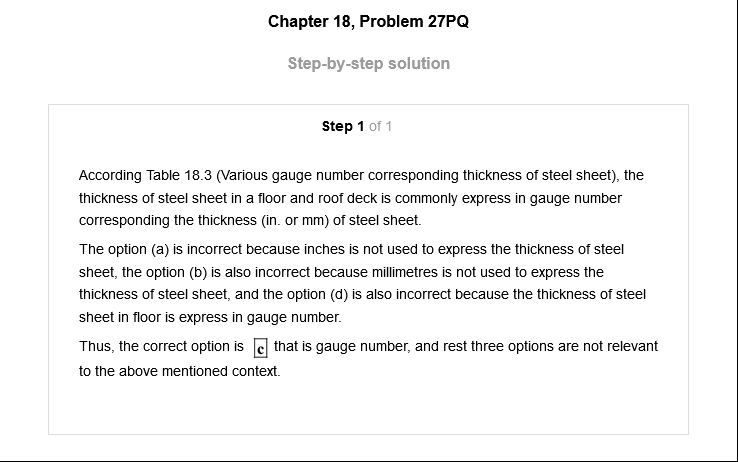 Chapter 18, Problem 27PQ
Step-by-step solution
Step 1 of 1
According Table 18.3 (Various gauge number corresponding thickness of steel sheet), the
thickness of steel sheet in a floor and roof deck is commonly express in gauge number
corresponding the thickness (in. or mm) of steel sheet.
The option (a) is incorrect because inches is not used to express the thickness of steel
sheet, the option (b) is also incorrect because millimetres is not used to express the
thickness of steel sheet, and the option (d) is also incorrect because the thickness of steel
sheet in floor is express in gauge number.
Thus, the correct option is c that is gauge number, and rest three options are not relevant
to the above mentioned context.